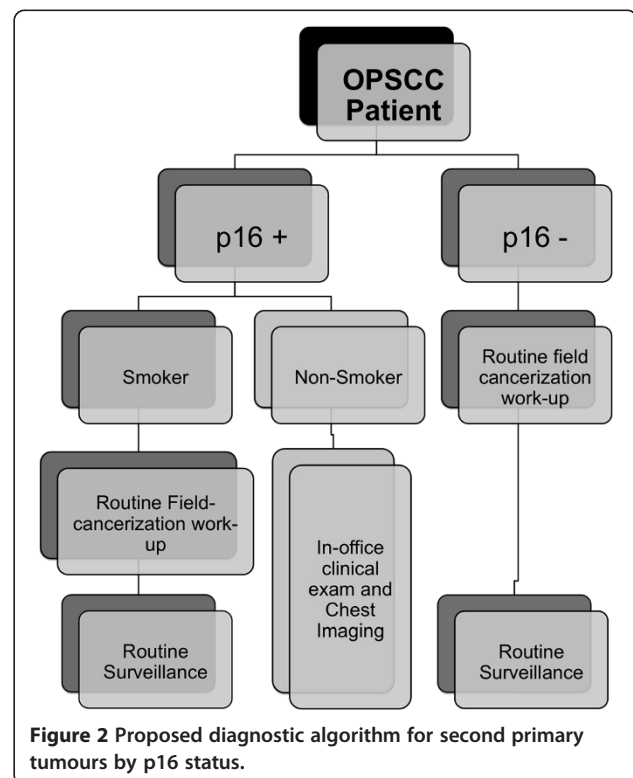 OPSCC
Patient
p16 +
p16 -
Smoker
Non-Smoker
Routine field
cancerization
work-up
Routine Field-
cancerization work-
up
In-office
clinical
exam and
Chest
Imaging
Routine
Surveillance
Routine
Surveillance
Figure 2 Proposed diagnostic algorithm for second primary
tumours by p16 status.